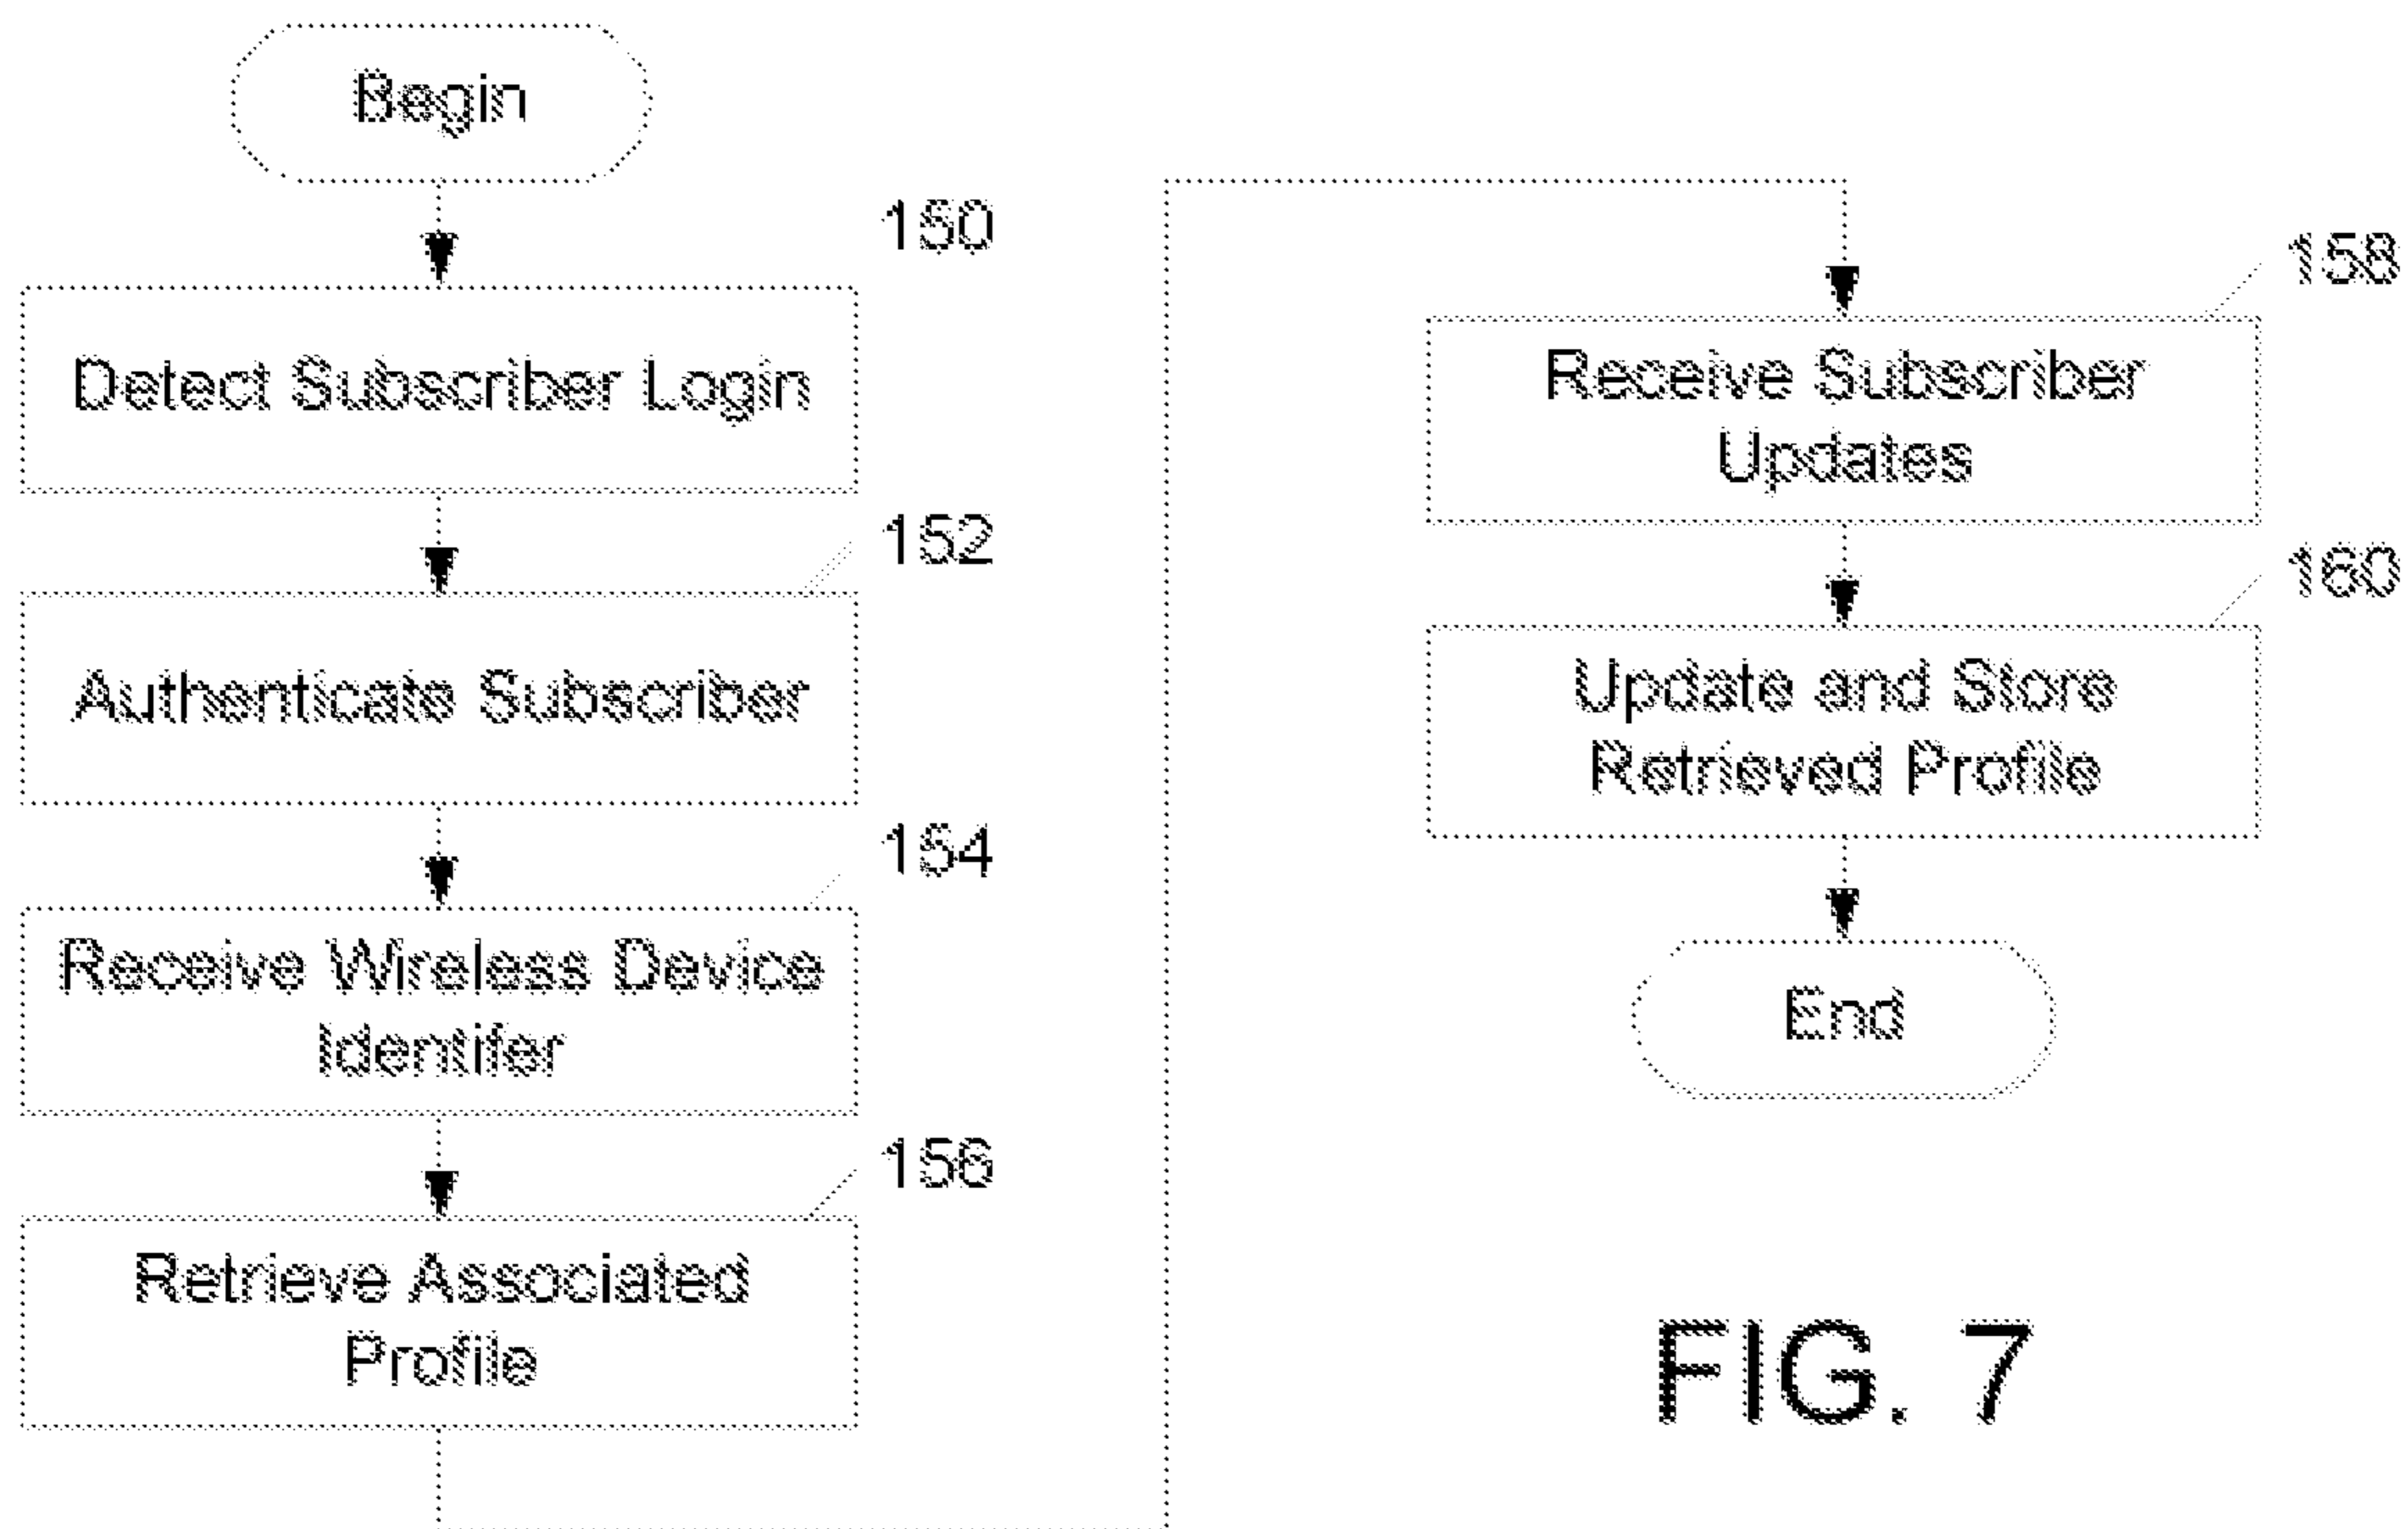 Begin
150
Detect Subscriber Login
152
Authenticate Subscriber
154
Receive Wireless Device
Identifer
156
Retrieve Associated
Profile
158
Receive Subscriber
Updates
160
Update and Store
Retrieved Profile
End
FIG. 7